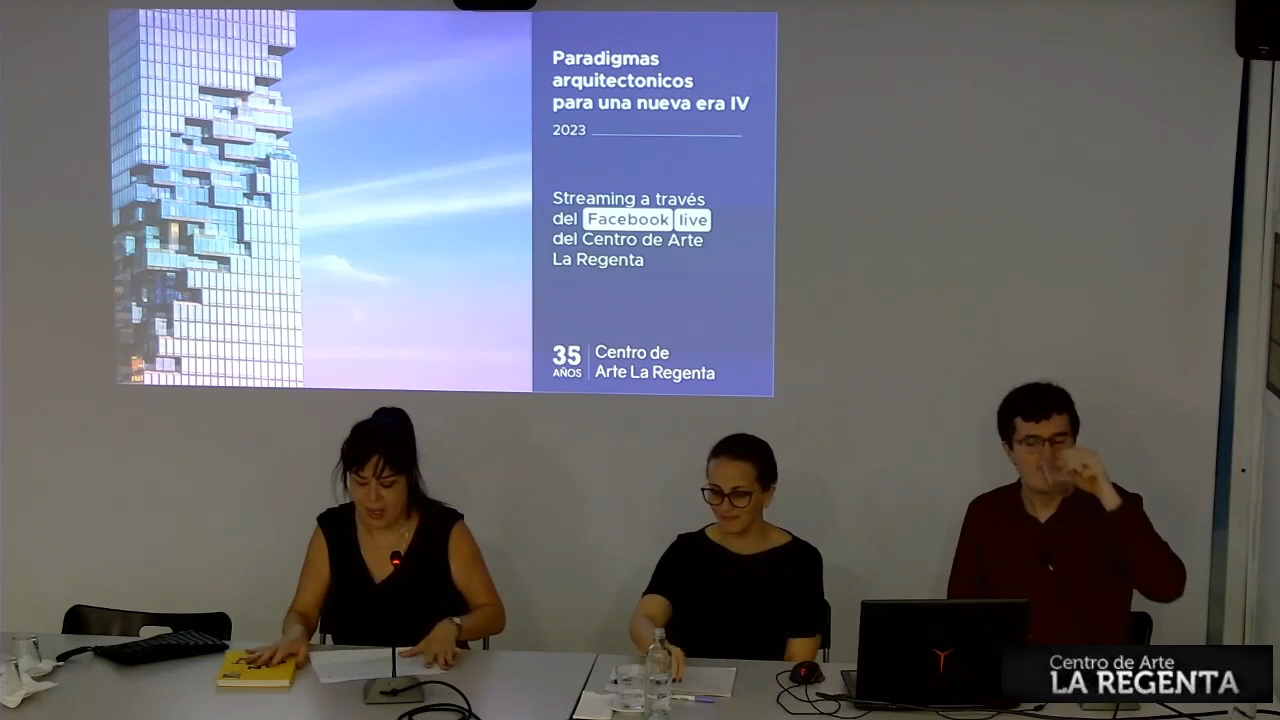 Paradigmas
arquitectonicos
para una nueva era IV
2023
Streaming a través
del Facebook live
del Centro de Arte
La Regenta
35 AÑOS
Centro de
Arte La Regenta
Centro de Arte
LA REGENTA